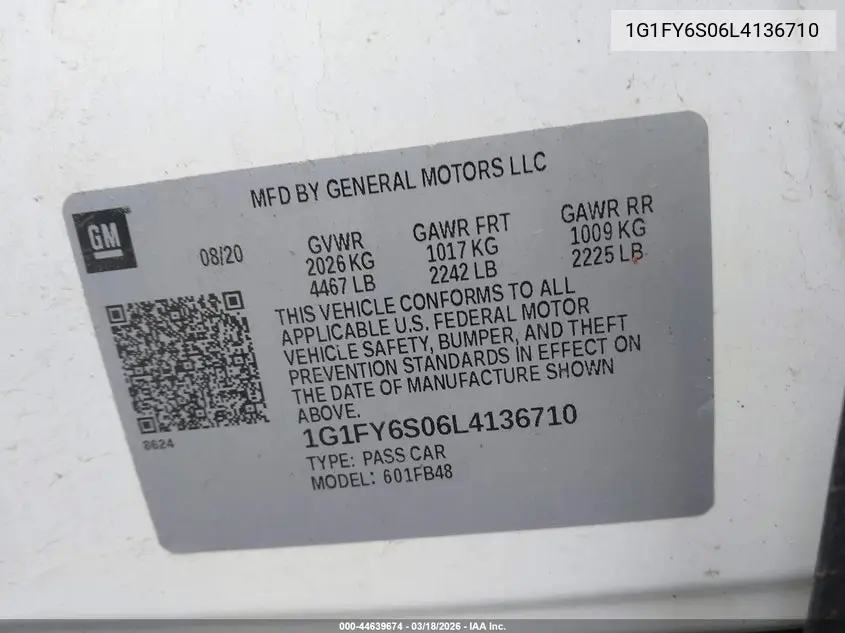 1G1FY6S06L4136710
MFD BY GENERAL MOTORS LLC
GM
08/20
GVWR
2026 KG
4467 LB
GAWR FRT
1017 KG
2242 LB
GAWR RR
1009 KG
2225 LB
THIS VEHICLE CONFORMS TO ALL
APPLICABLE U.S. FEDERAL MOTOR
VEHICLE SAFETY, BUMPER, AND THEFT
PREVENTION STANDARDS IN EFFECT ON
THE DATE OF MANUFACTURE SHOWN
ABOVE.
8624
1G1FY6S06L4136710
TYPE: PASS CAR
MODEL: 601FB48
000-44639674 - 03/18/2026 - IAA Inc.